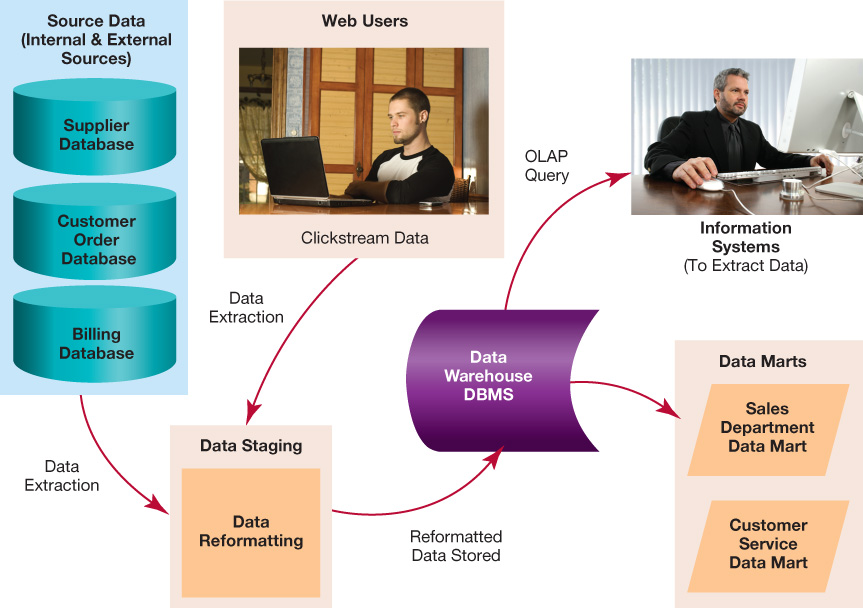 Source Data
(Internal & External
Sources)
Supplier
Database
Customer
Order
Database
Billing
Database
Web Users
Clickstream Data
Data
Extraction
Data
Extraction
Data Staging
Data
Reformatting
Reformatted
Data Stored
Data
Warehouse
DBMS
OLAP
Query
Information
Systems
(To Extract Data)
Data Marts
Sales
Department
Data Mart
Customer
Service
Data Mart